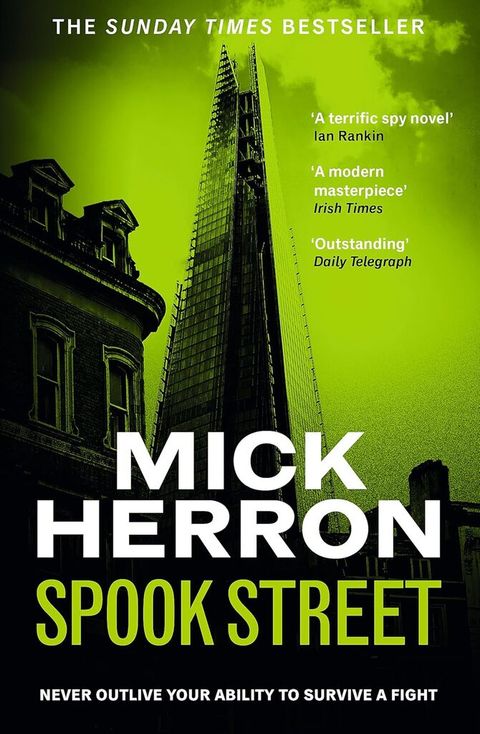 THE SUNDAY TIMES BESTSELLER
‘A terrific spy novel’
Ian Rankin
‘A modern
masterpiece’
Irish Times
‘Outstanding’
Daily Telegraph
MICK
HERRON
SPOOK STREET
NEVER OUTLIVE YOUR ABILITY TO SURVIVE A FIGHT